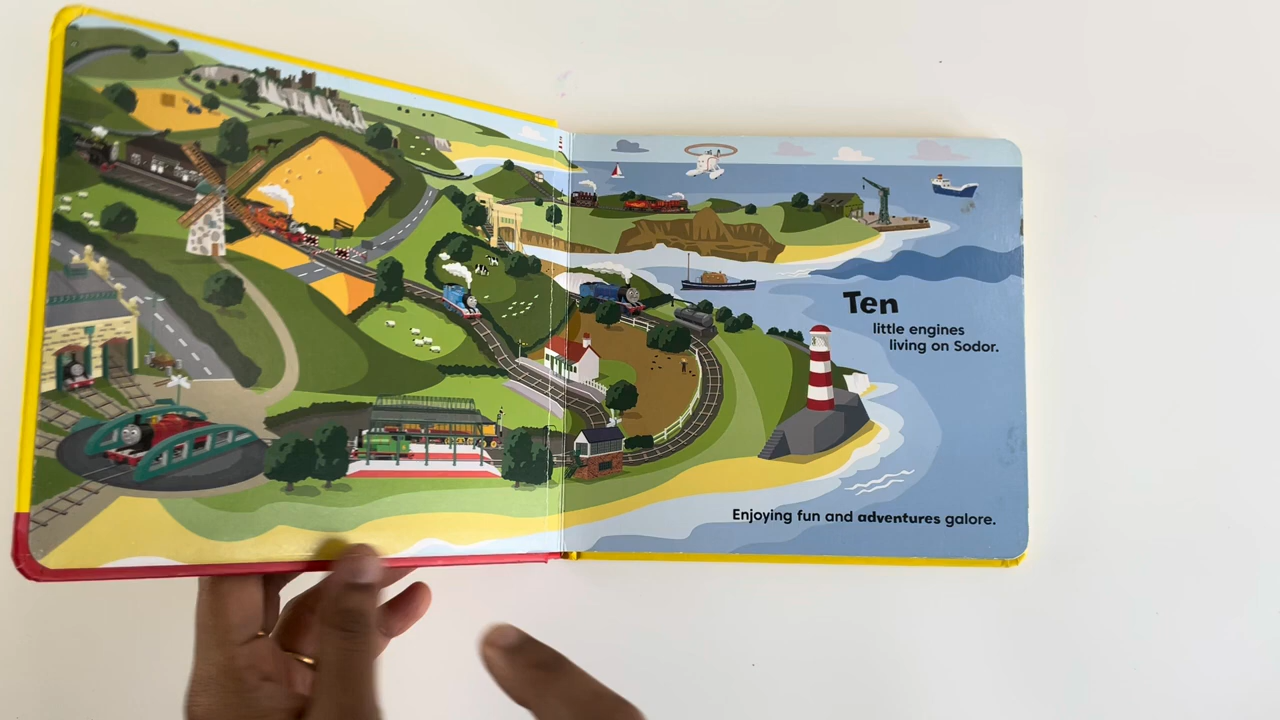 Ten
little engines
living on Sodor.
Enjoying fun and adventures galore.